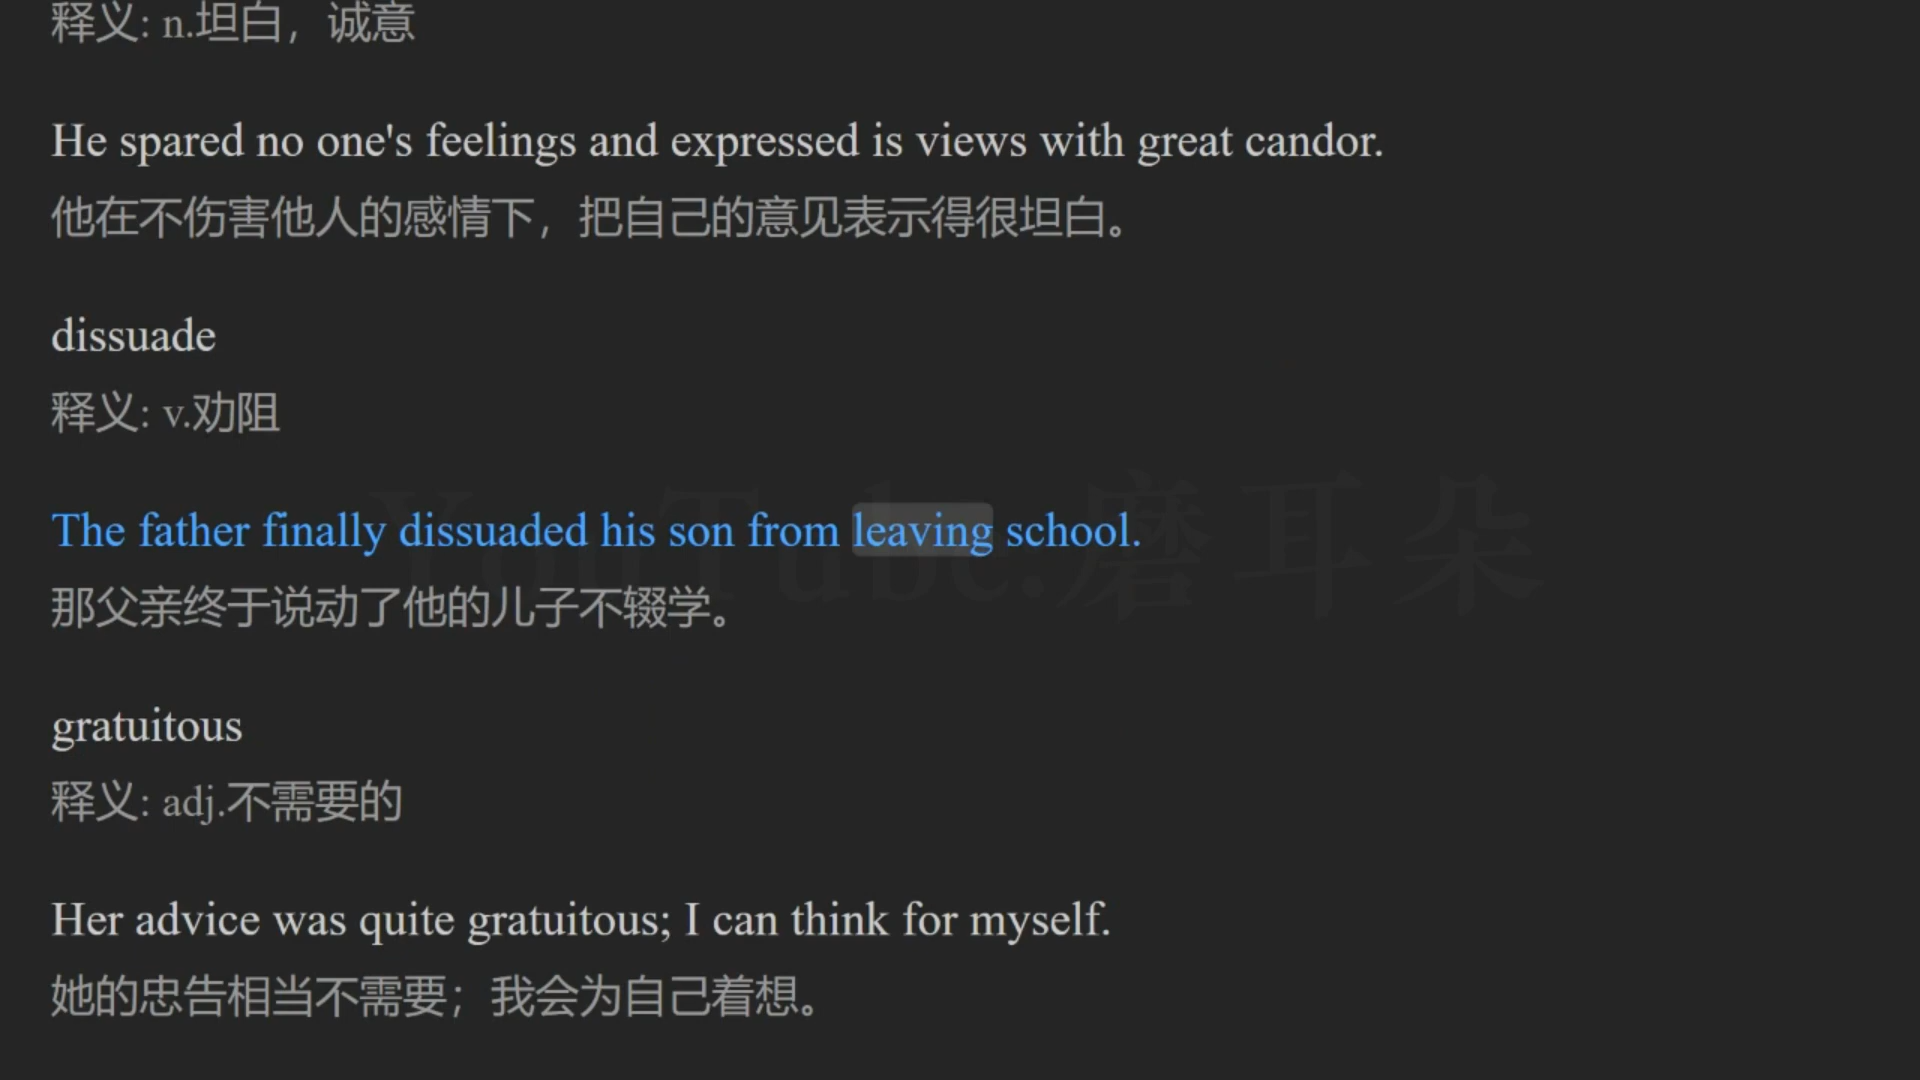 释义: n.坦白，诚意
He spared no one's feelings and expressed is views with great candor.
他在不伤害他人的感情下，把自己的意见表示得很坦白。
dissuade
释义: v.劝阻
The father finally dissuaded his son from leaving school.
YouTube:磨耳朵
那父亲终于说动了他的儿子不辍学。
gratuitous
释义: adj.不需要的
Her advice was quite gratuitous; I can think for myself.
她的忠告相当不需要；我会为自己着想。